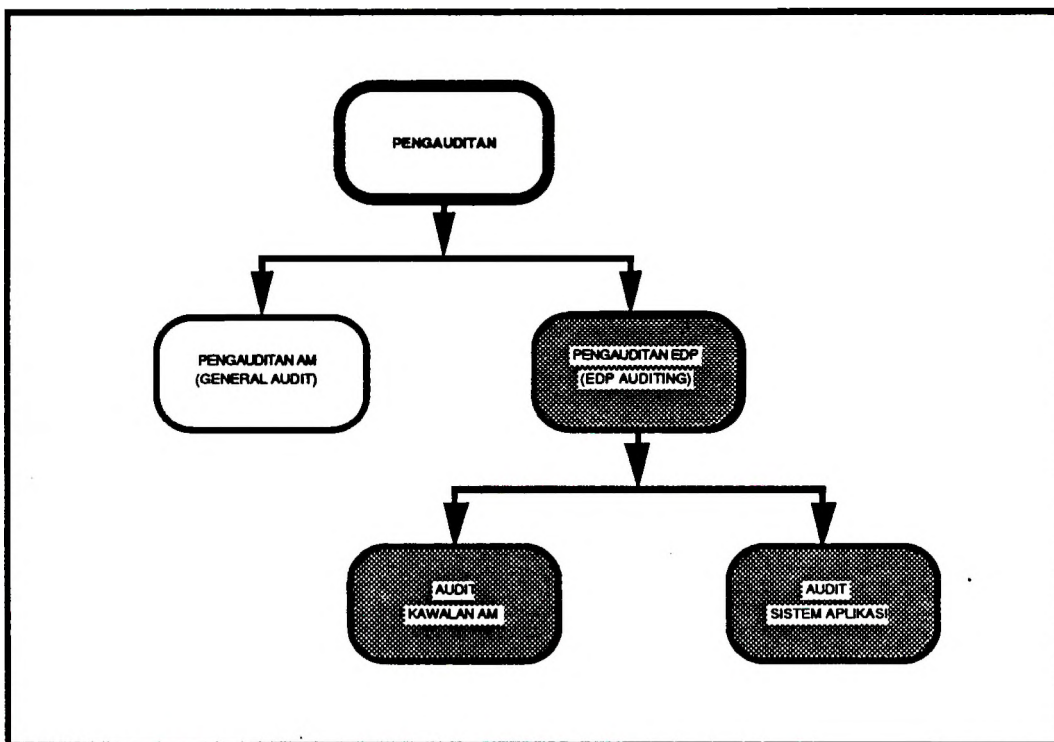 PENGAUDITAN
PENGAUDITAN AM
(GENERAL AUDIT)
PENGAUDITAN EDP
(EDP AUDITING)
AUDIT
KAWALAN AM
AUDIT
SISTEM APLIKASI